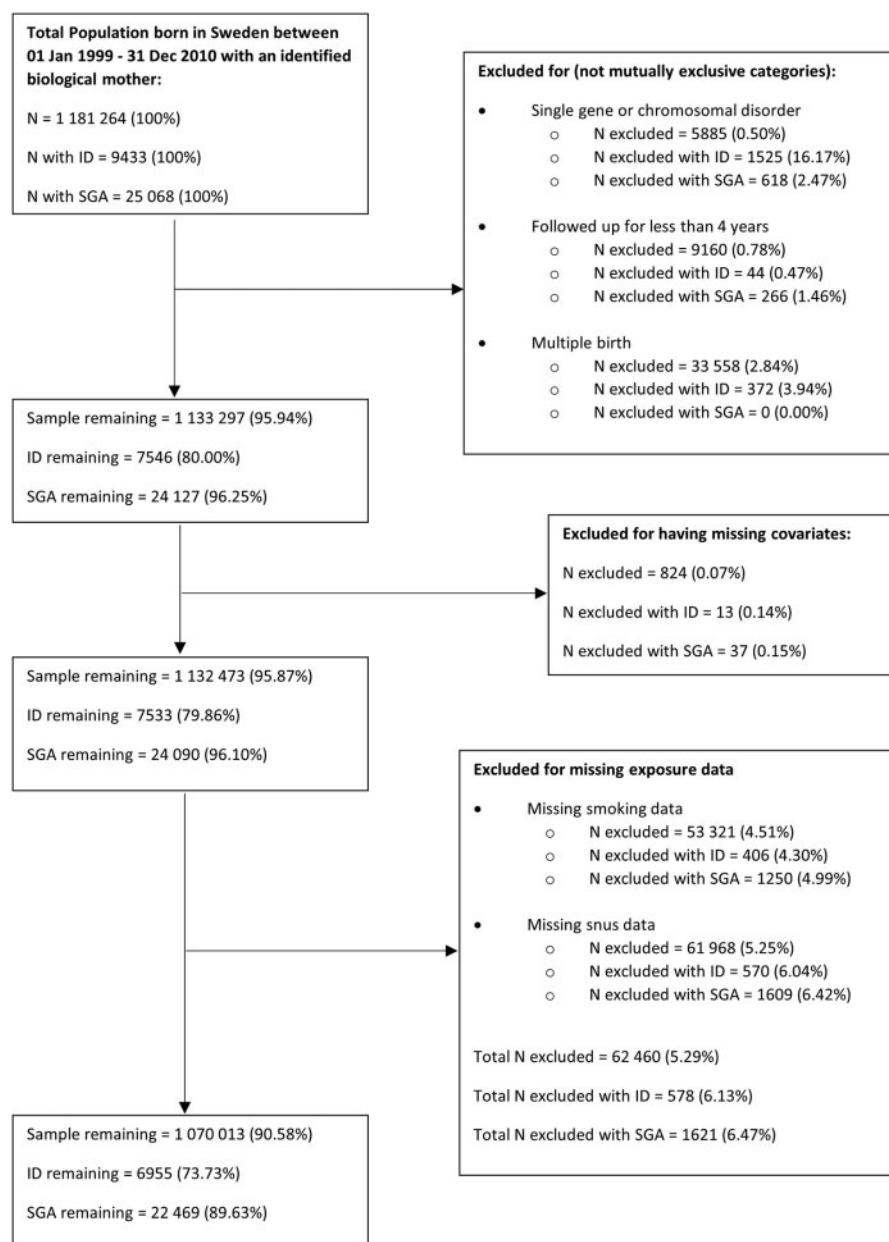 Total Population born in Sweden between
01 Jan 1999 - 31 Dec 2010 with an identified
biological mother:
N = 1 181 264 (100%)
N with ID = 9433 (100%)
N with SGA = 25 068 (100%)
Excluded for (not mutually exclusive categories):
• Single gene or chromosomal disorder
o N excluded = 5885 (0.50%)
o N excluded with ID = 1525 (16.17%)
o N excluded with SGA = 618 (2.47%)
• Followed up for less than 4 years
o N excluded = 9160 (0.78%)
o N excluded with ID = 44 (0.47%)
o N excluded with SGA = 266 (1.46%)
• Multiple birth
o N excluded = 33 558 (2.84%)
o N excluded with ID = 372 (3.94%)
o N excluded with SGA = 0 (0.00%)
Sample remaining = 1 133 297 (95.94%)
ID remaining = 7546 (80.00%)
SGA remaining = 24 127 (96.25%)
Excluded for having missing covariates:
N excluded = 824 (0.07%)
N excluded with ID = 13 (0.14%)
N excluded with SGA = 37 (0.15%)
Sample remaining = 1 132 473 (95.87%)
ID remaining = 7533 (79.86%)
SGA remaining = 24 090 (96.10%)
Excluded for missing exposure data
• Missing smoking data
o N excluded = 53 321 (4.51%)
o N excluded with ID = 406 (4.30%)
o N excluded with SGA = 1250 (4.99%)
• Missing snus data
o N excluded = 61 968 (5.25%)
o N excluded with ID = 570 (6.04%)
o N excluded with SGA = 1609 (6.42%)
Total N excluded = 62 460 (5.29%)
Total N excluded with ID = 578 (6.13%)
Total N excluded with SGA = 1621 (6.47%)
Sample remaining = 1 070 013 (90.58%)
ID remaining = 6955 (73.73%)
SGA remaining = 22 469 (89.63%)